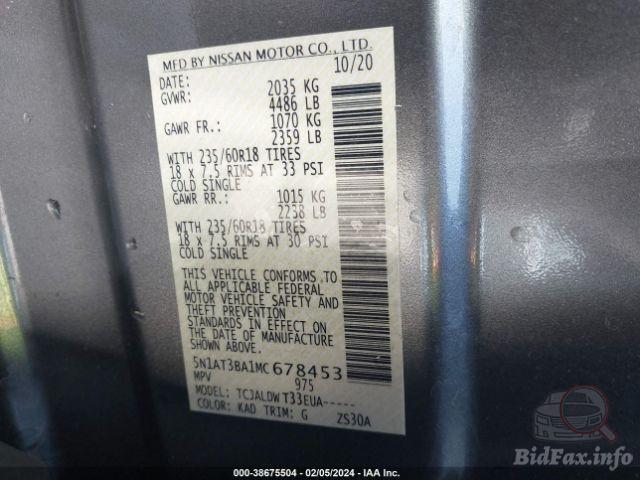 MFD BY NISSAN MOTOR CO., LTD.
DATE: 10/20
GVWR: 2035 KG
4486 LB
GAWR FR.: 1070 KG
2359 LB
WITH 235/60R18 TIRES
18 x 7.5 RIMS AT 33 PSI
COLD SINGLE
GAWR RR.: 1015 KG
2238 LB
WITH 235/60R18 TIRES
18 x 7.5 RIMS AT 30 PSI
COLD SINGLE
THIS VEHICLE CONFORMS TO
ALL APPLICABLE FEDERAL
MOTOR VEHICLE SAFETY AND
THEFT PREVENTION
STANDARDS IN EFFECT ON
THE DATE OF MANUFACTURE
SHOWN ABOVE.
5N1AT3BA1MC678453
MPV 975
MODEL: TCJALDW T33EUA-----
COLOR: KAD TRIM: G ZS30A
BidFax.info
000-38675504 - 02/05/2024 - IAA Inc.